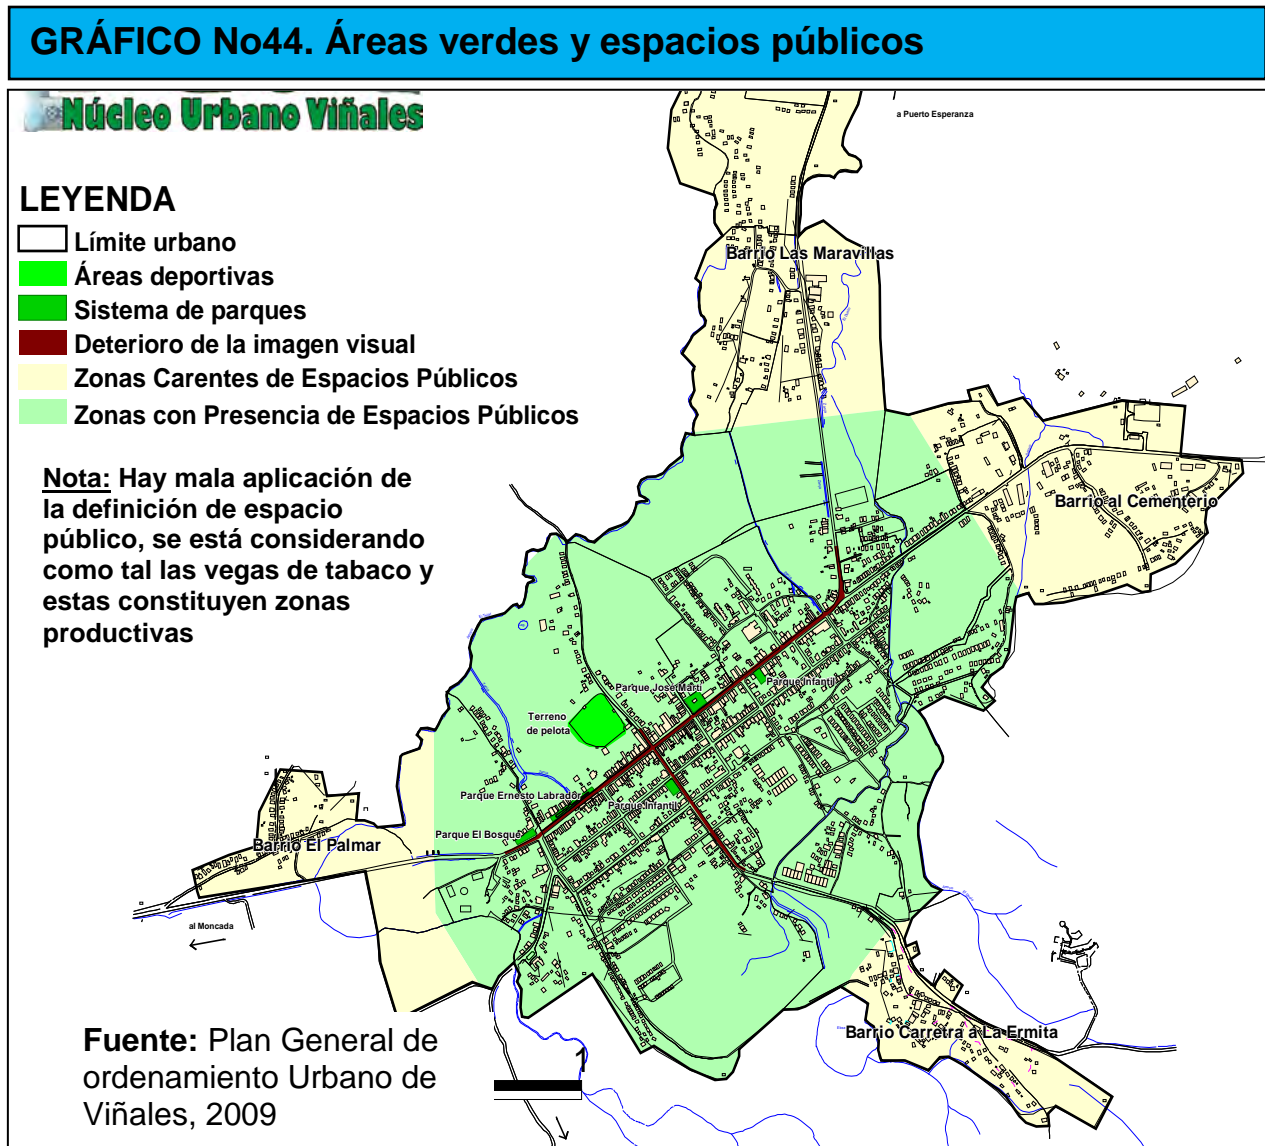 GRÁFICO No44. Áreas verdes y espacios públicos
Núcleo Urbano Viñales
LEYENDA
Límite urbano
Áreas deportivas
Sistema de parques
Deterioro de la imagen visual
Zonas Carentes de Espacios Públicos
Zonas con Presencia de Espacios Públicos
Nota: Hay mala aplicación de
la definición de espacio
público, se está considerando
como tal las vegas de tabaco y
estas constituyen zonas
productivas
a Puerto Esperanza
Barrio Las Maravillas
Barrio al Cementerio
Parque José Martí
Parque Infantil
Terreno
de pelota
Parque Ernesto Labrador
Parque Infantil
Parque El Bosque
Barrio El Palmar
al Moncada
Barrio Carretra a La Ermita
Fuente: Plan General de
ordenamiento Urbano de
Viñales, 2009
1